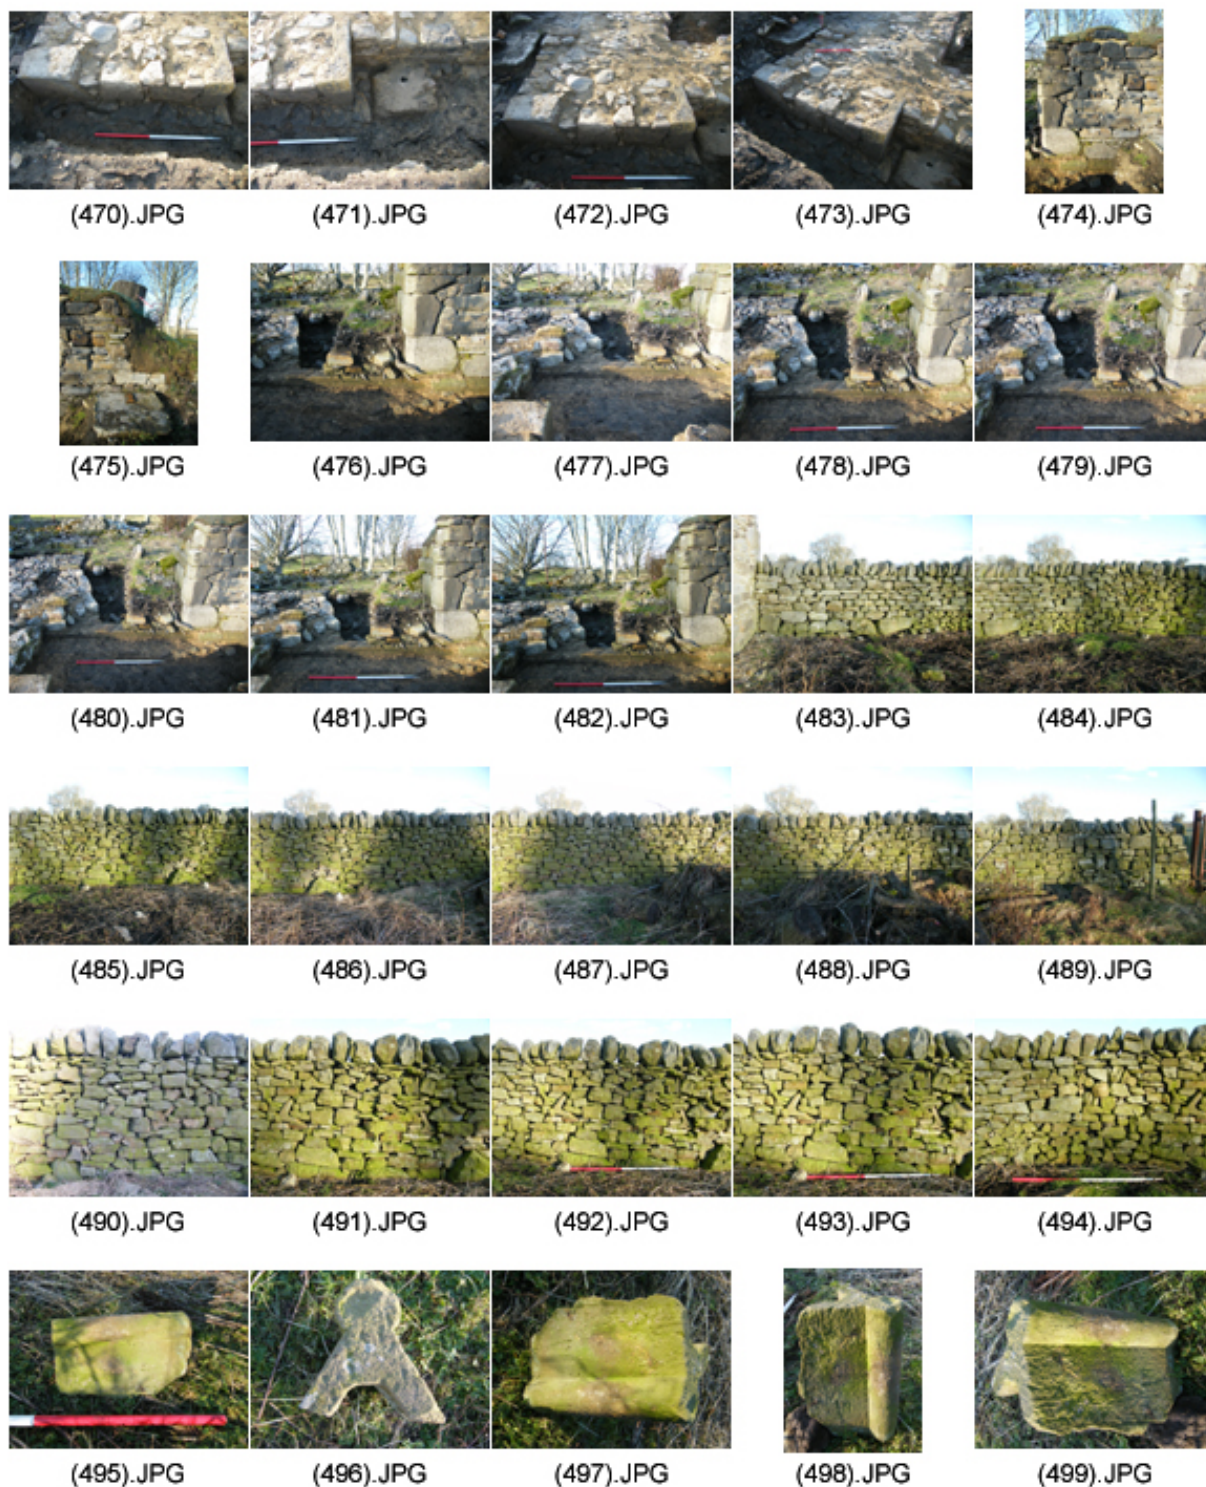 (470).JPG (471).JPG (472).JPG (473).JPG (474).JPG
(475).JPG (476).JPG (477).JPG (478).JPG (479).JPG
(480).JPG (481).JPG (482).JPG (483).JPG (484).JPG
(485).JPG (486).JPG (487).JPG (488).JPG (489).JPG
(490).JPG (491).JPG (492).JPG (493).JPG (494).JPG
(495).JPG (496).JPG (497).JPG (498).JPG (499).JPG